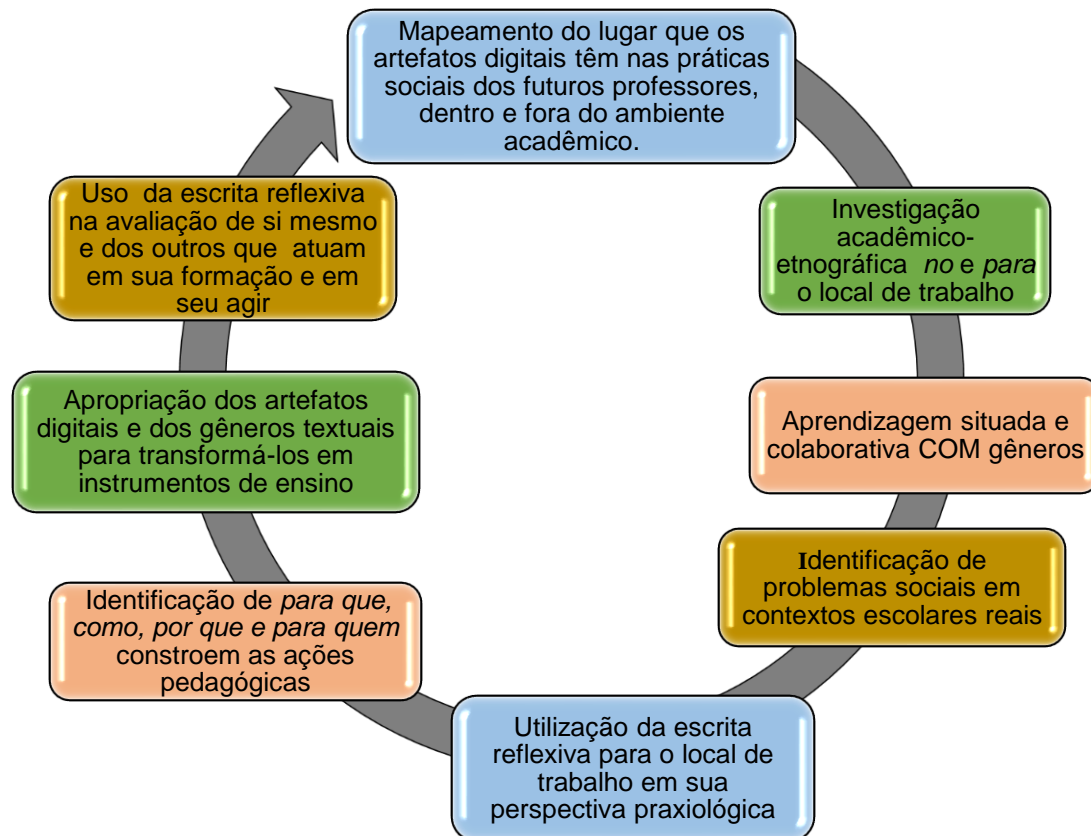 Mapeamento do lugar que os
artefatos digitais têm nas práticas
sociais dos futuros professores,
dentro e fora do ambiente
acadêmico.
Investigação
acadêmico-
etnográfica no e para
o local de trabalho
Aprendizagem situada e
colaborativa COM gêneros
Identificação de
problemas sociais em
contextos escolares reais
Utilização da escrita
reflexiva para o local de
trabalho em sua
perspectiva praxiológica
Identificação de para que,
como, por que e para quem
constroem as ações
pedagógicas
Apropriação dos artefatos
digitais e dos gêneros textuais
para transformá-los em
instrumentos de ensino
Uso da escrita reflexiva
na avaliação de si mesmo
e dos outros que atuam
em sua formação e em
seu agir